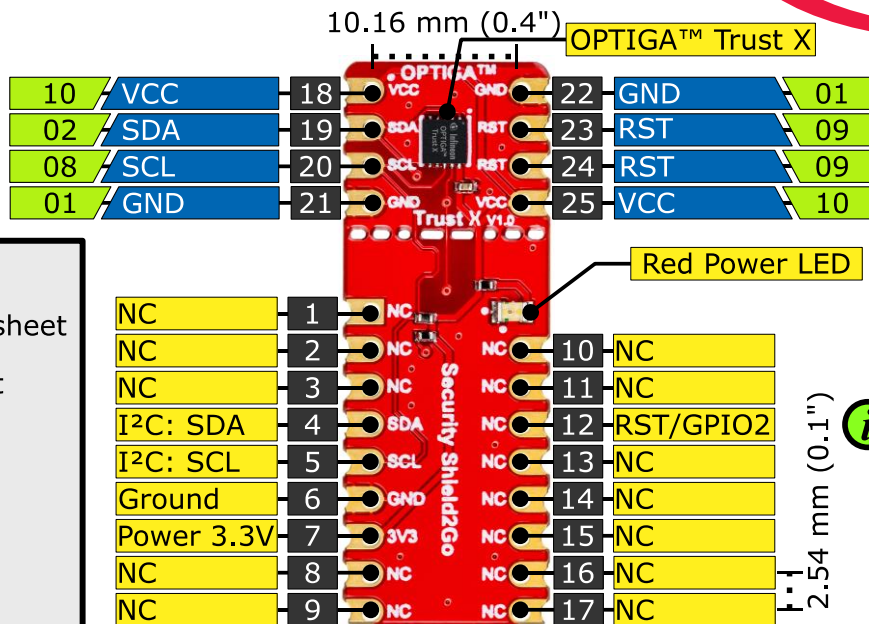 10.16 mm (0.4")
OPTIGA™ Trust X
10 VCC 18
02 SDA 19
08 SCL 20
01 GND 21
OPTIGA™
VCC GND
SDA RST
SCL RST
GND VCC
Infineon
OPTIGA™
Trust X
Trust X V1.0
22 GND 01
23 RST 09
24 RST 09
25 VCC 10
Red Power LED
sheet
t
NC 1
NC 2
NC 3
I²C: SDA 4
I²C: SCL 5
Ground 6
Power 3.3V 7
NC 8
NC 9
NC
NC NC
NC NC
SDA NC
SCL NC
GND NC
3V3 NC
NC NC
NC NC
Security Shield2Go
10 NC
11 NC
12 RST/GPIO2
13 NC
14 NC
15 NC
16 NC
17 NC
2.54 mm (0.1")
i